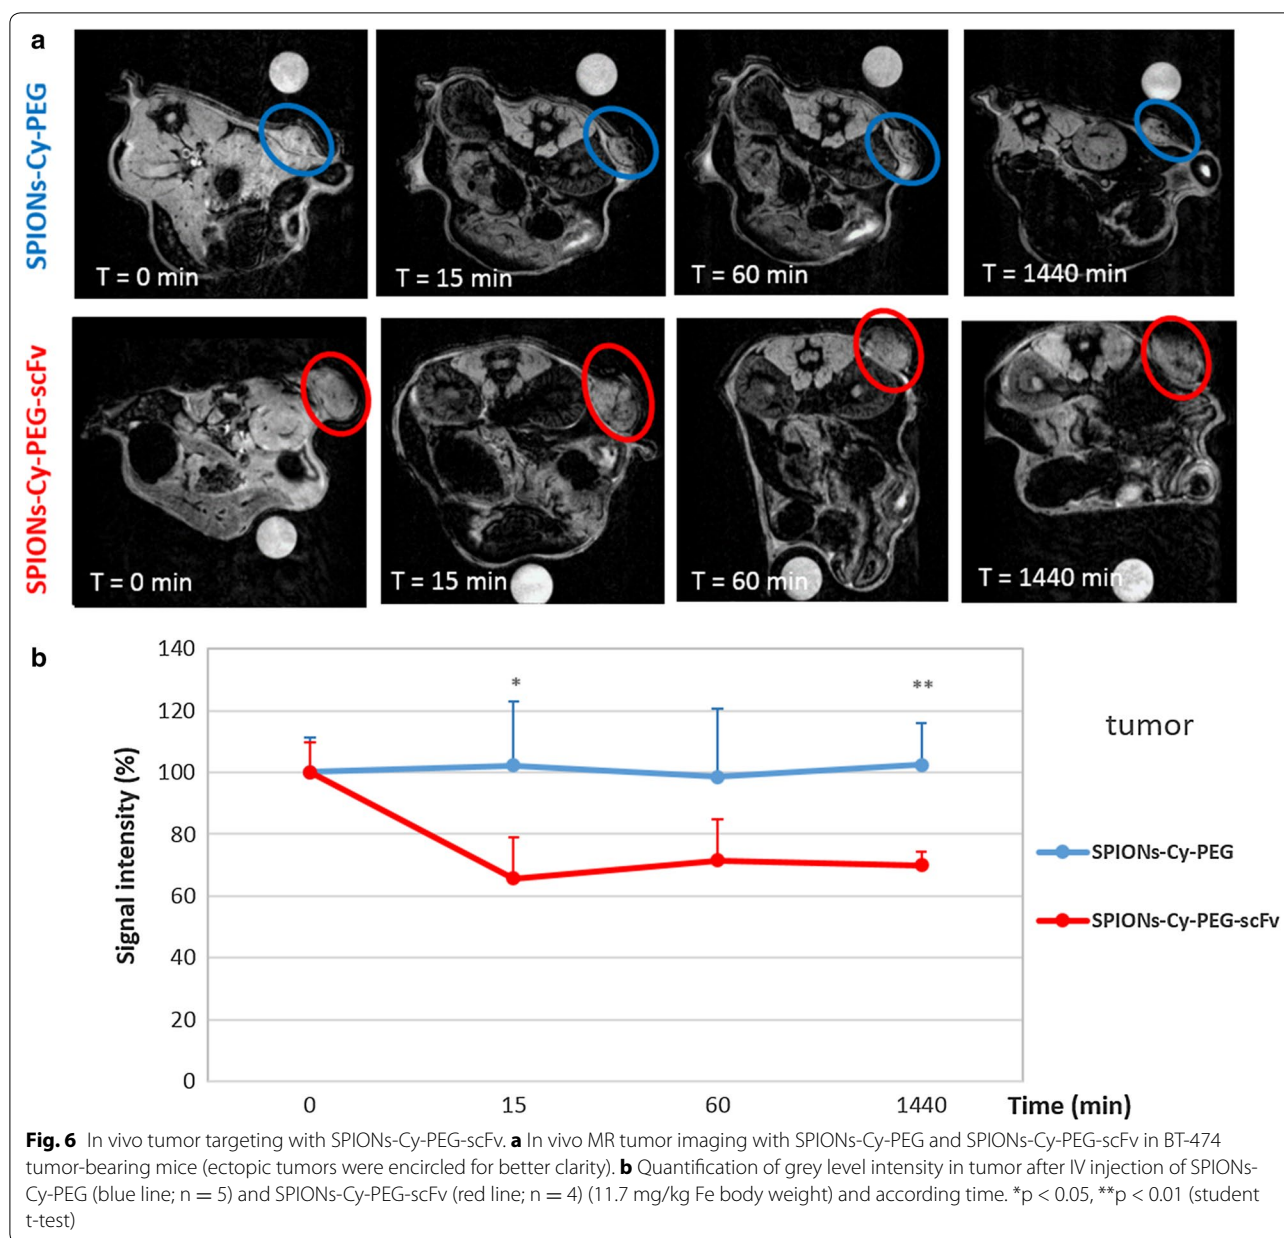 a
SPIONs-Cy-PEG
T = 0 min
T = 15 min
T = 60 min
T = 1440 min
SPIONs-Cy-PEG-scFv
T = 0 min
T = 15 min
T = 60 min
T = 1440 min
b
Signal intensity (%)
140
120
100
80
60
40
20
0
*
**
0
15
60
1440
Time (min)
tumor
SPIONs-Cy-PEG
SPIONs-Cy-PEG-scFv
Fig. 6 In vivo tumor targeting with SPIONs-Cy-PEG-scFv. a In vivo MR tumor imaging with SPIONs-Cy-PEG and SPIONs-Cy-PEG-scFv in BT-474
tumor-bearing mice (ectopic tumors were encircled for better clarity). b Quantification of grey level intensity in tumor after IV injection of SPIONs-
Cy-PEG (blue line; n = 5) and SPIONs-Cy-PEG-scFv (red line; n = 4) (11.7 mg/kg Fe body weight) and according time. *p < 0.05, **p < 0.01 (student
t-test)